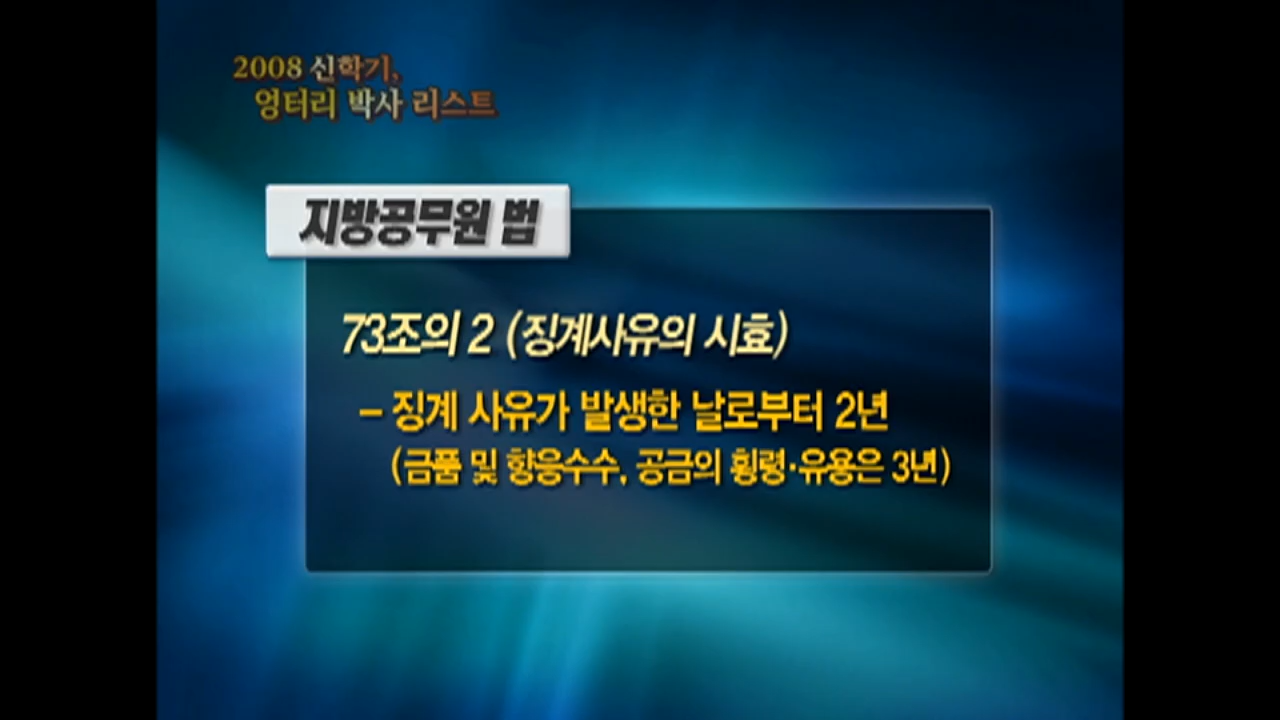 2008 신학기,
엉터리 박사 리스트
지방공무원 법
73조의 2 (징계사유의 시효)
– 징계 사유가 발생한 날로부터 2년
(금품 및 향응수수, 공금의 횡령·유용은 3년)